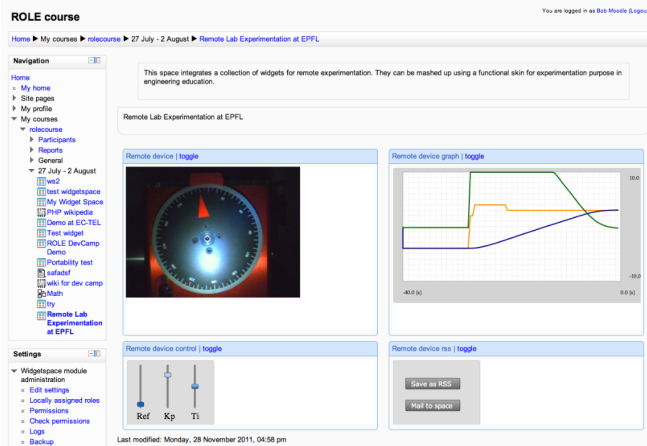 You are logged in as Bob Moodle (Logou
ROLE course
Home ▶ My courses ▶ rolecourse ▶ 27 July - 2 August ▶ Remote Lab Experimentation at EPFL
Navigation
Home
My home
Site pages
My profile
My courses
rolecourse
Participants
Reports
General
27 July - 2 August
ws2
test widgetspace
My Widget Space
PHP wikipedia
Demo at EC-TEL
Test widget
ROLE DevCamp
Demo
Portability test
safadsf
wiki for dev camp
Math
try
Remote Lab
Experimentation
at EPFL
Settings
Widgetspace module
administration
Edit settings
Locally assigned roles
Permissions
Check permissions
Logs
Backup
This space integrates a collection of widgets for remote experimentation. They can be mashed up using a functional skin for experimentation purpose in
engineering education.
Remote Lab Experimentation at EPFL
Remote device | toggle
Remote device graph | toggle
10.0
-10.0
-40.0 [s]
0.0 [s]
Remote device control | toggle
Ref Kp Ti
Remote device rss | toggle
Save as RSS
Mail to space
Last modified: Monday, 28 November 2011, 04:58 pm